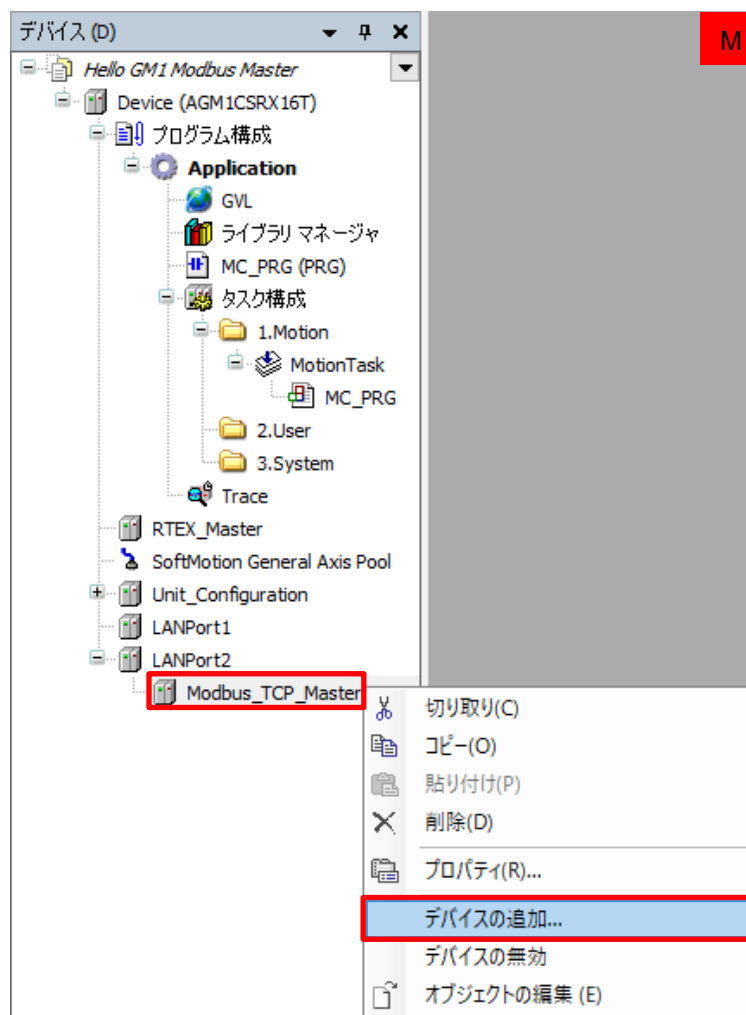 デバイス (D)
M
Hello GM1 Modbus Master
Device (AGM1CSRX16T)
プログラム構成
Application
GVL
ライブラリ マネージャ
MC_PRG (PRG)
タスク構成
1.Motion
MotionTask
MC_PRG
2.User
3.System
Trace
RTEX_Master
SoftMotion General Axis Pool
Unit_Configuration
LANPort1
LANPort2
Modbus_TCP_Master
切り取り(C)
コピー(O)
貼り付け(P)
削除(D)
プロパティ(R)...
デバイスの追加...
デバイスの無効
オブジェクトの編集 (E)